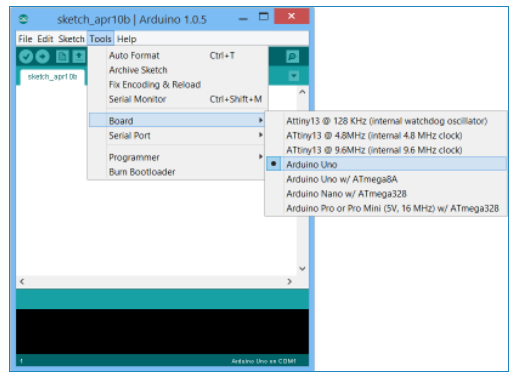 sketch_apr10b | Arduino 1.0.5
File Edit Sketch Tools Help
sketch_apr10b
Auto Format Ctrl+T
Archive Sketch
Fix Encoding & Reload
Serial Monitor Ctrl+Shift+M
Board
Serial Port
Programmer
Burn Bootloader
ATtiny13 @ 128 KHz (internal watchdog oscillator)
ATtiny13 @ 4.8MHz (internal 4.8 MHz clock)
ATtiny13 @ 9.6MHz (internal 9.6 MHz clock)
Arduino Uno
Arduino Uno w/ ATmega8A
Arduino Nano w/ ATmega328
Arduino Pro or Pro Mini (5V, 16 MHz) w/ ATmega328
1 Arduino Uno on COM1